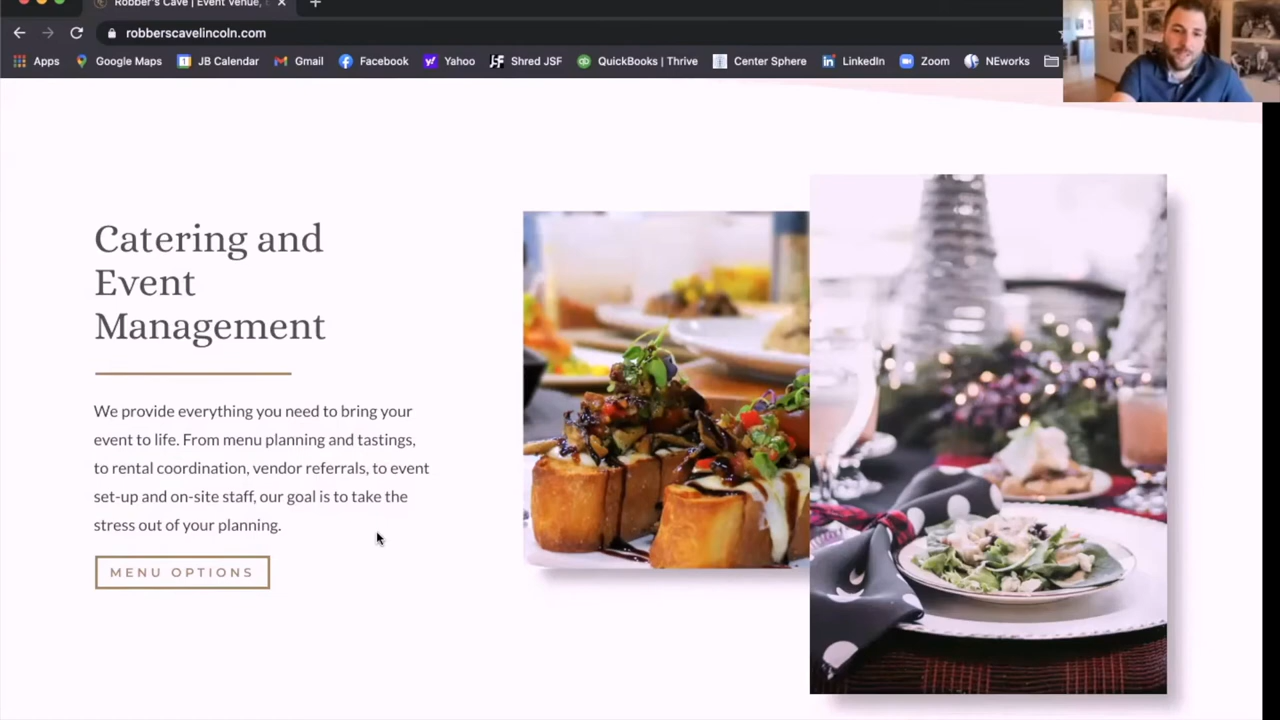 Robber's Cave | Event Venue,
robberscavelincoln.com
Apps Google Maps JB Calendar Gmail Facebook Yahoo Shred JSF QuickBooks | Thrive Center Sphere LinkedIn Zoom NEworks
Catering and
Event
Management
We provide everything you need to bring your
event to life. From menu planning and tastings,
to rental coordination, vendor referrals, to event
set-up and on-site staff, our goal is to take the
stress out of your planning.
MENU OPTIONS